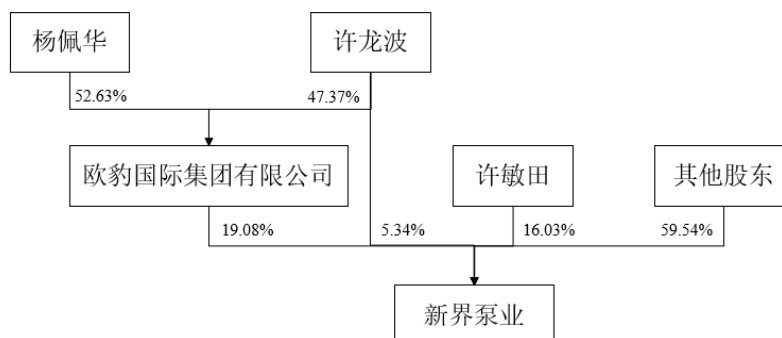 杨佩华
许龙波
52.63%
47.37%
欧豹国际集团有限公司
许敏田
其他股东
19.08%
5.34%
16.03%
59.54%
新界泵业